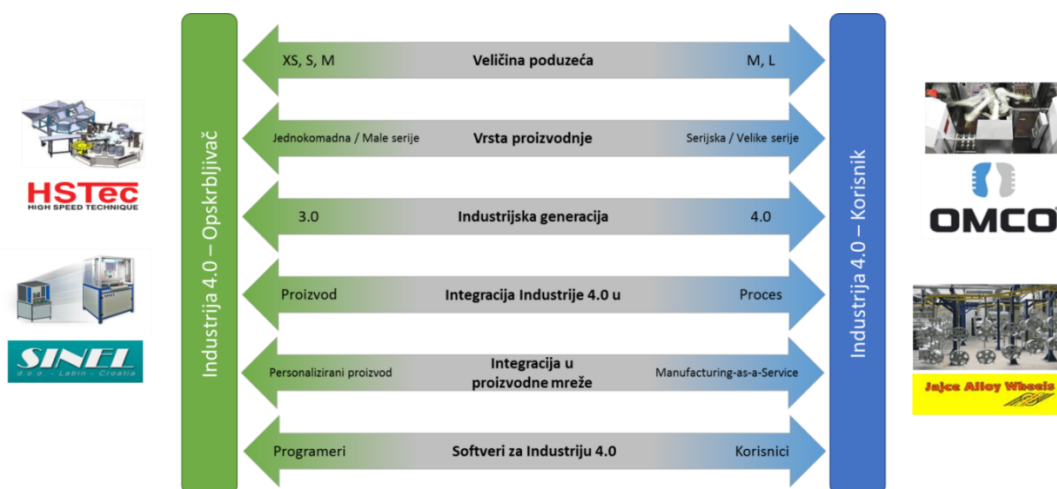 HSTec
HIGH SPEED TECHNIQUE
SINEL
d.o.o. - Labin - Croatia
Industrija 4.0 – Opskrbljivač
XS, S, M Veličina poduzeća M, L
Jednokomadna / Male serije Vrsta proizvodnje Serijska / Velike serije
3.0 Industrijska generacija 4.0
Proizvod Integracija Industrije 4.0 u Proces
Personalizirani proizvod Integracija u proizvodne mreže Manufacturing-as-a-Service
Programeri Softveri za Industriju 4.0 Korisnici
Industrija 4.0 – Korisnik
OMCO
Jajce Alloy Wheels